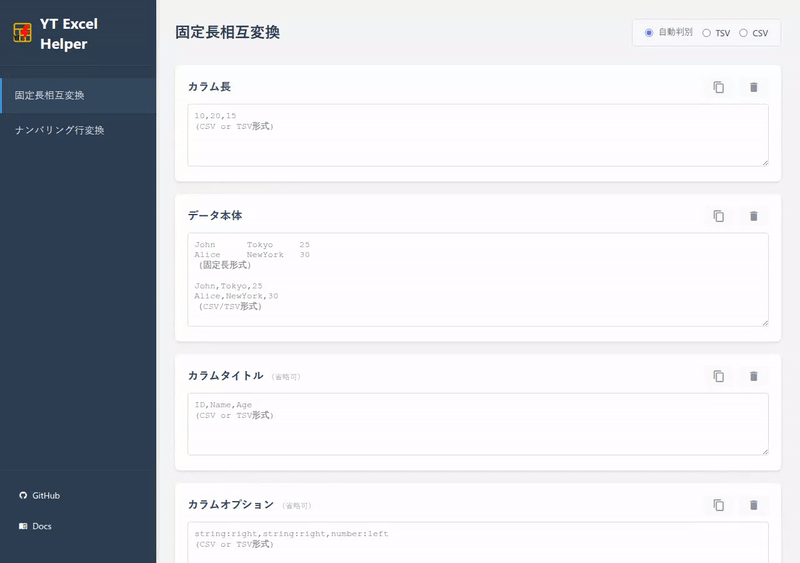 YT Excel
Helper
固定長相互変換
ナンバリング行変換
GitHub
Docs
固定長相互変換
自動判別 TSV CSV
カラム長
10,20,15
(CSV or TSV形式)
データ本体
John Tokyo 25
Alice NewYork 30
(固定長形式)
John,Tokyo,25
Alice,NewYork,30
(CSV/TSV形式)
カラムタイトル (省略可)
ID,Name,Age
(CSV or TSV形式)
カラムオプション (省略可)
string:right,string:right,number:left
(CSV or TSV形式)